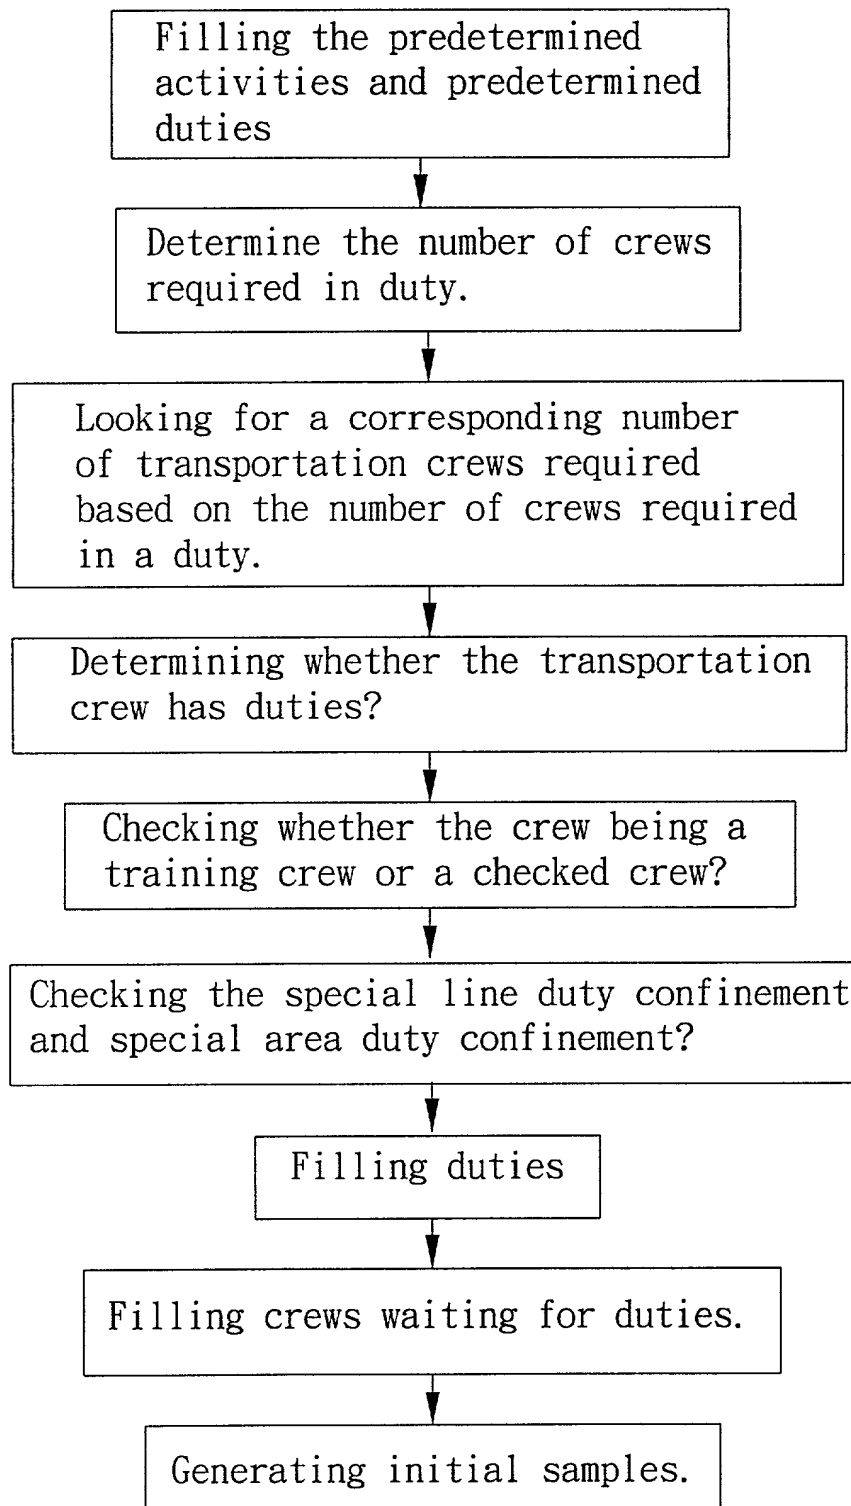 Filling the predetermined
activities and predetermined
duties
Determine the number of crews
required in duty.
Looking for a corresponding number
of transportation crews required
based on the number of crews required
in a duty.
Determining whether the transportation
crew has duties?
Checking whether the crew being a
training crew or a checked crew?
Checking the special line duty confinement
and special area duty confinement?
Filling duties
Filling crews waiting for duties.
Generating initial samples.